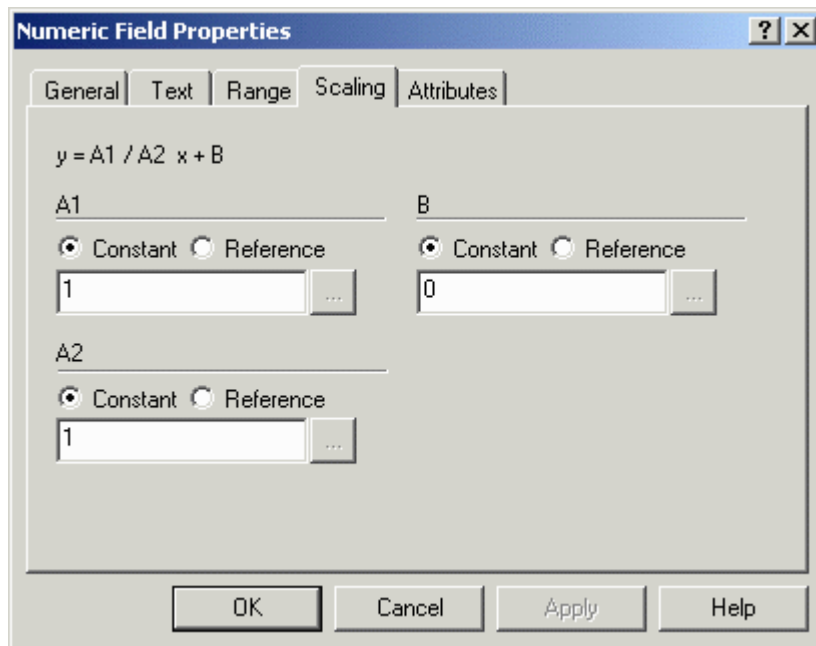 Numeric Field Properties ? X
General Text Range Scaling Attributes
y = A1 / A2 x + B
A1 B
Constant Reference Constant Reference
1 ... 0 ...
A2
Constant Reference
1 ...
OK Cancel Apply Help